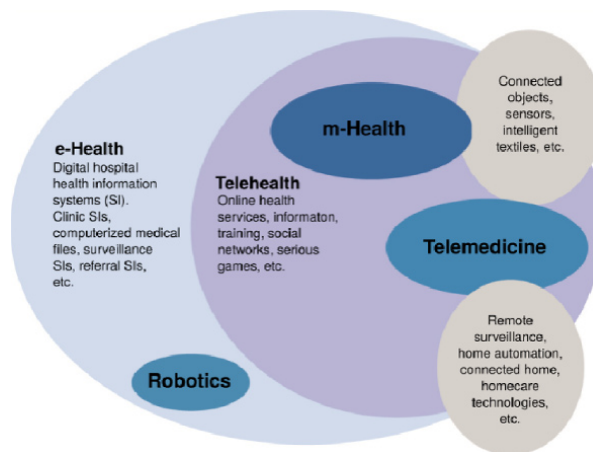 e-Health
Digital hospital
health information
systems (SI).
Clinic SIs,
computerized medical
files, surveillance
SIs, referral SIs,
etc.
Telehealth
Online health
services, informaton,
training, social
networks, serious
games, etc.
m-Health
Connected
objects,
sensors,
intelligent
textiles, etc.
Telemedicine
Remote
surveillance,
home automation,
connected home,
homecare
technologies,
etc.
Robotics